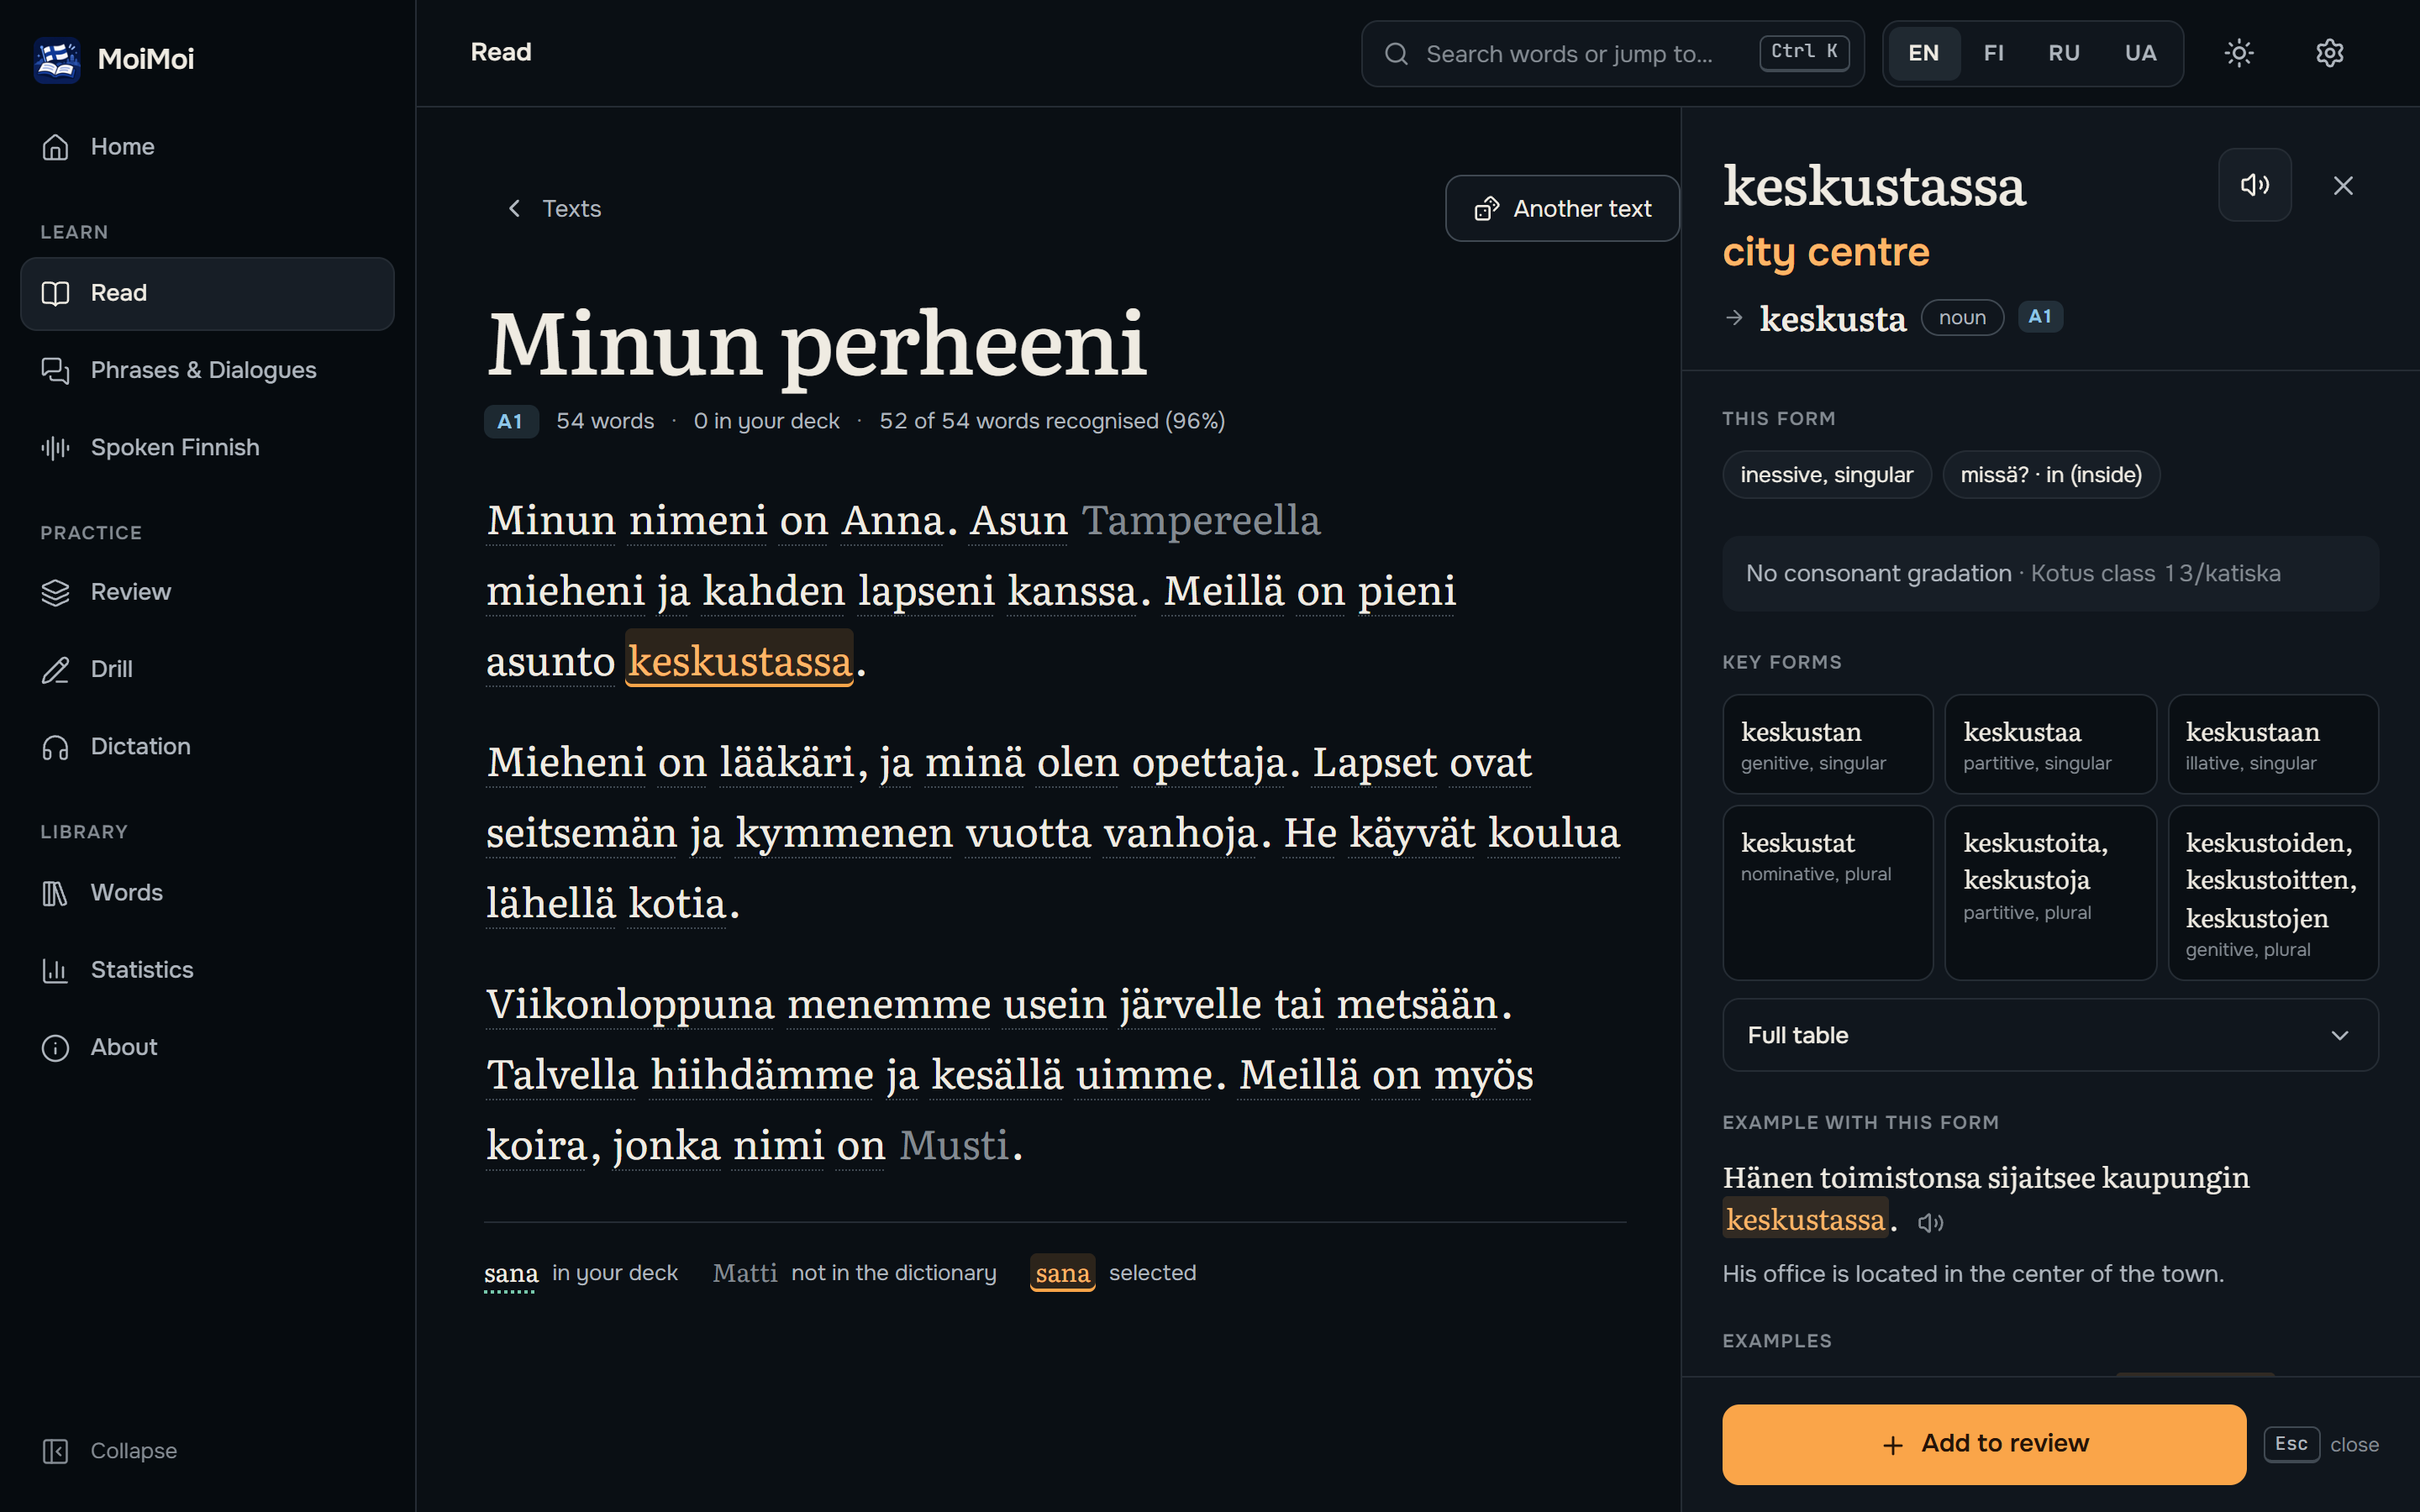 MoiMoi
Home
LEARN
Read
Phrases & Dialogues
Spoken Finnish
PRACTICE
Review
Drill
Dictation
LIBRARY
Words
Statistics
About
Collapse
Read
Search words or jump to... Ctrl K
EN FI RU UA
Texts
Another text
Minun perheeni
A1 54 words · 0 in your deck · 52 of 54 words recognised (96%)
Minun nimeni on Anna. Asun Tampereella
mieheni ja kahden lapseni kanssa. Meillä on pieni
asunto keskustassa.
Mieheni on lääkäri, ja minä olen opettaja. Lapset ovat
seitsemän ja kymmenen vuotta vanhoja. He käyvät koulua
lähellä kotia.
Viikonloppuna menemme usein järvelle tai metsään.
Talvella hiihdämme ja kesällä uimme. Meillä on myös
koira, jonka nimi on Musti.
sana in your deck Matti not in the dictionary sana selected
keskustassa
city centre
→ keskusta noun A1
THIS FORM
inessive, singular missä? · in (inside)
No consonant gradation · Kotus class 13/katiska
KEY FORMS
keskustan
genitive, singular
keskustaa
partitive, singular
keskustaan
illative, singular
keskustat
nominative, plural
keskustoita,
keskustoja
partitive, plural
keskustoiden,
keskustoitten,
keskustojen
genitive, plural
Full table
EXAMPLE WITH THIS FORM
Hänen toimistonsa sijaitsee kaupungin
keskustassa.
His office is located in the center of the town.
EXAMPLES
+ Add to review
Esc close